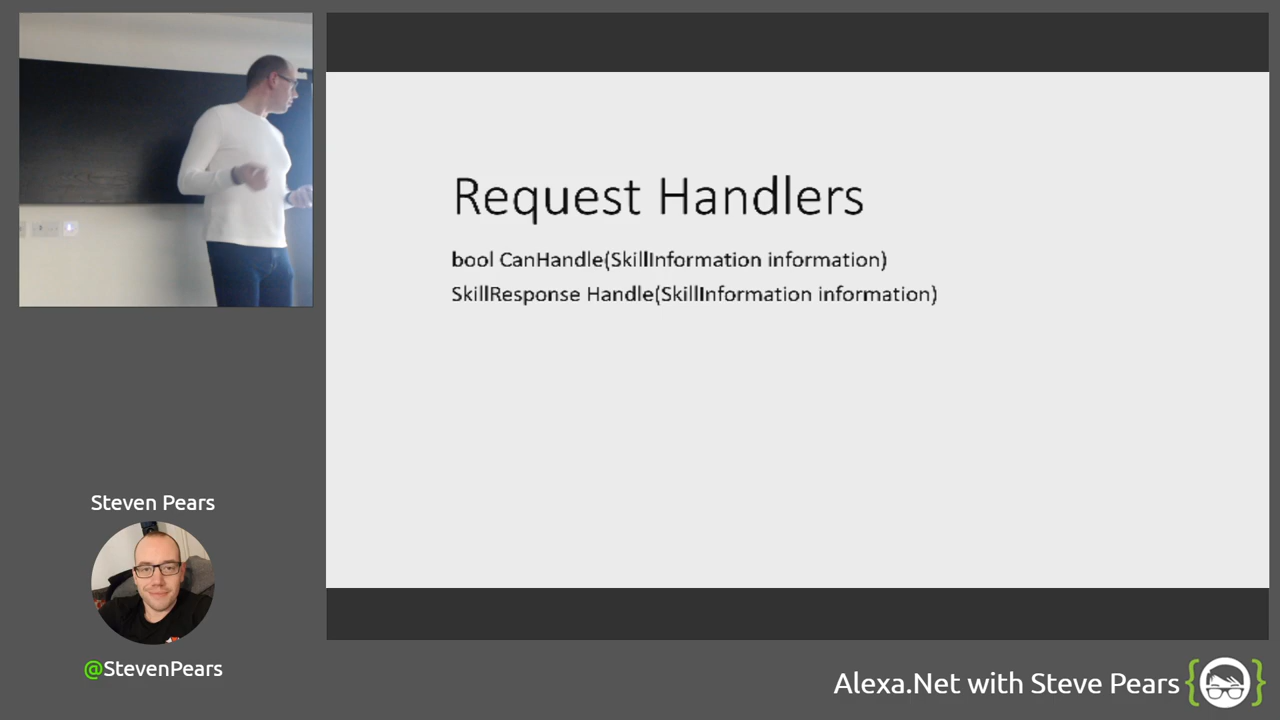 Request Handlers
bool CanHandle(SkillInformation information)
SkillResponse Handle(SkillInformation information)
Steven Pears
@StevenPears
Alexa.Net with Steve Pears